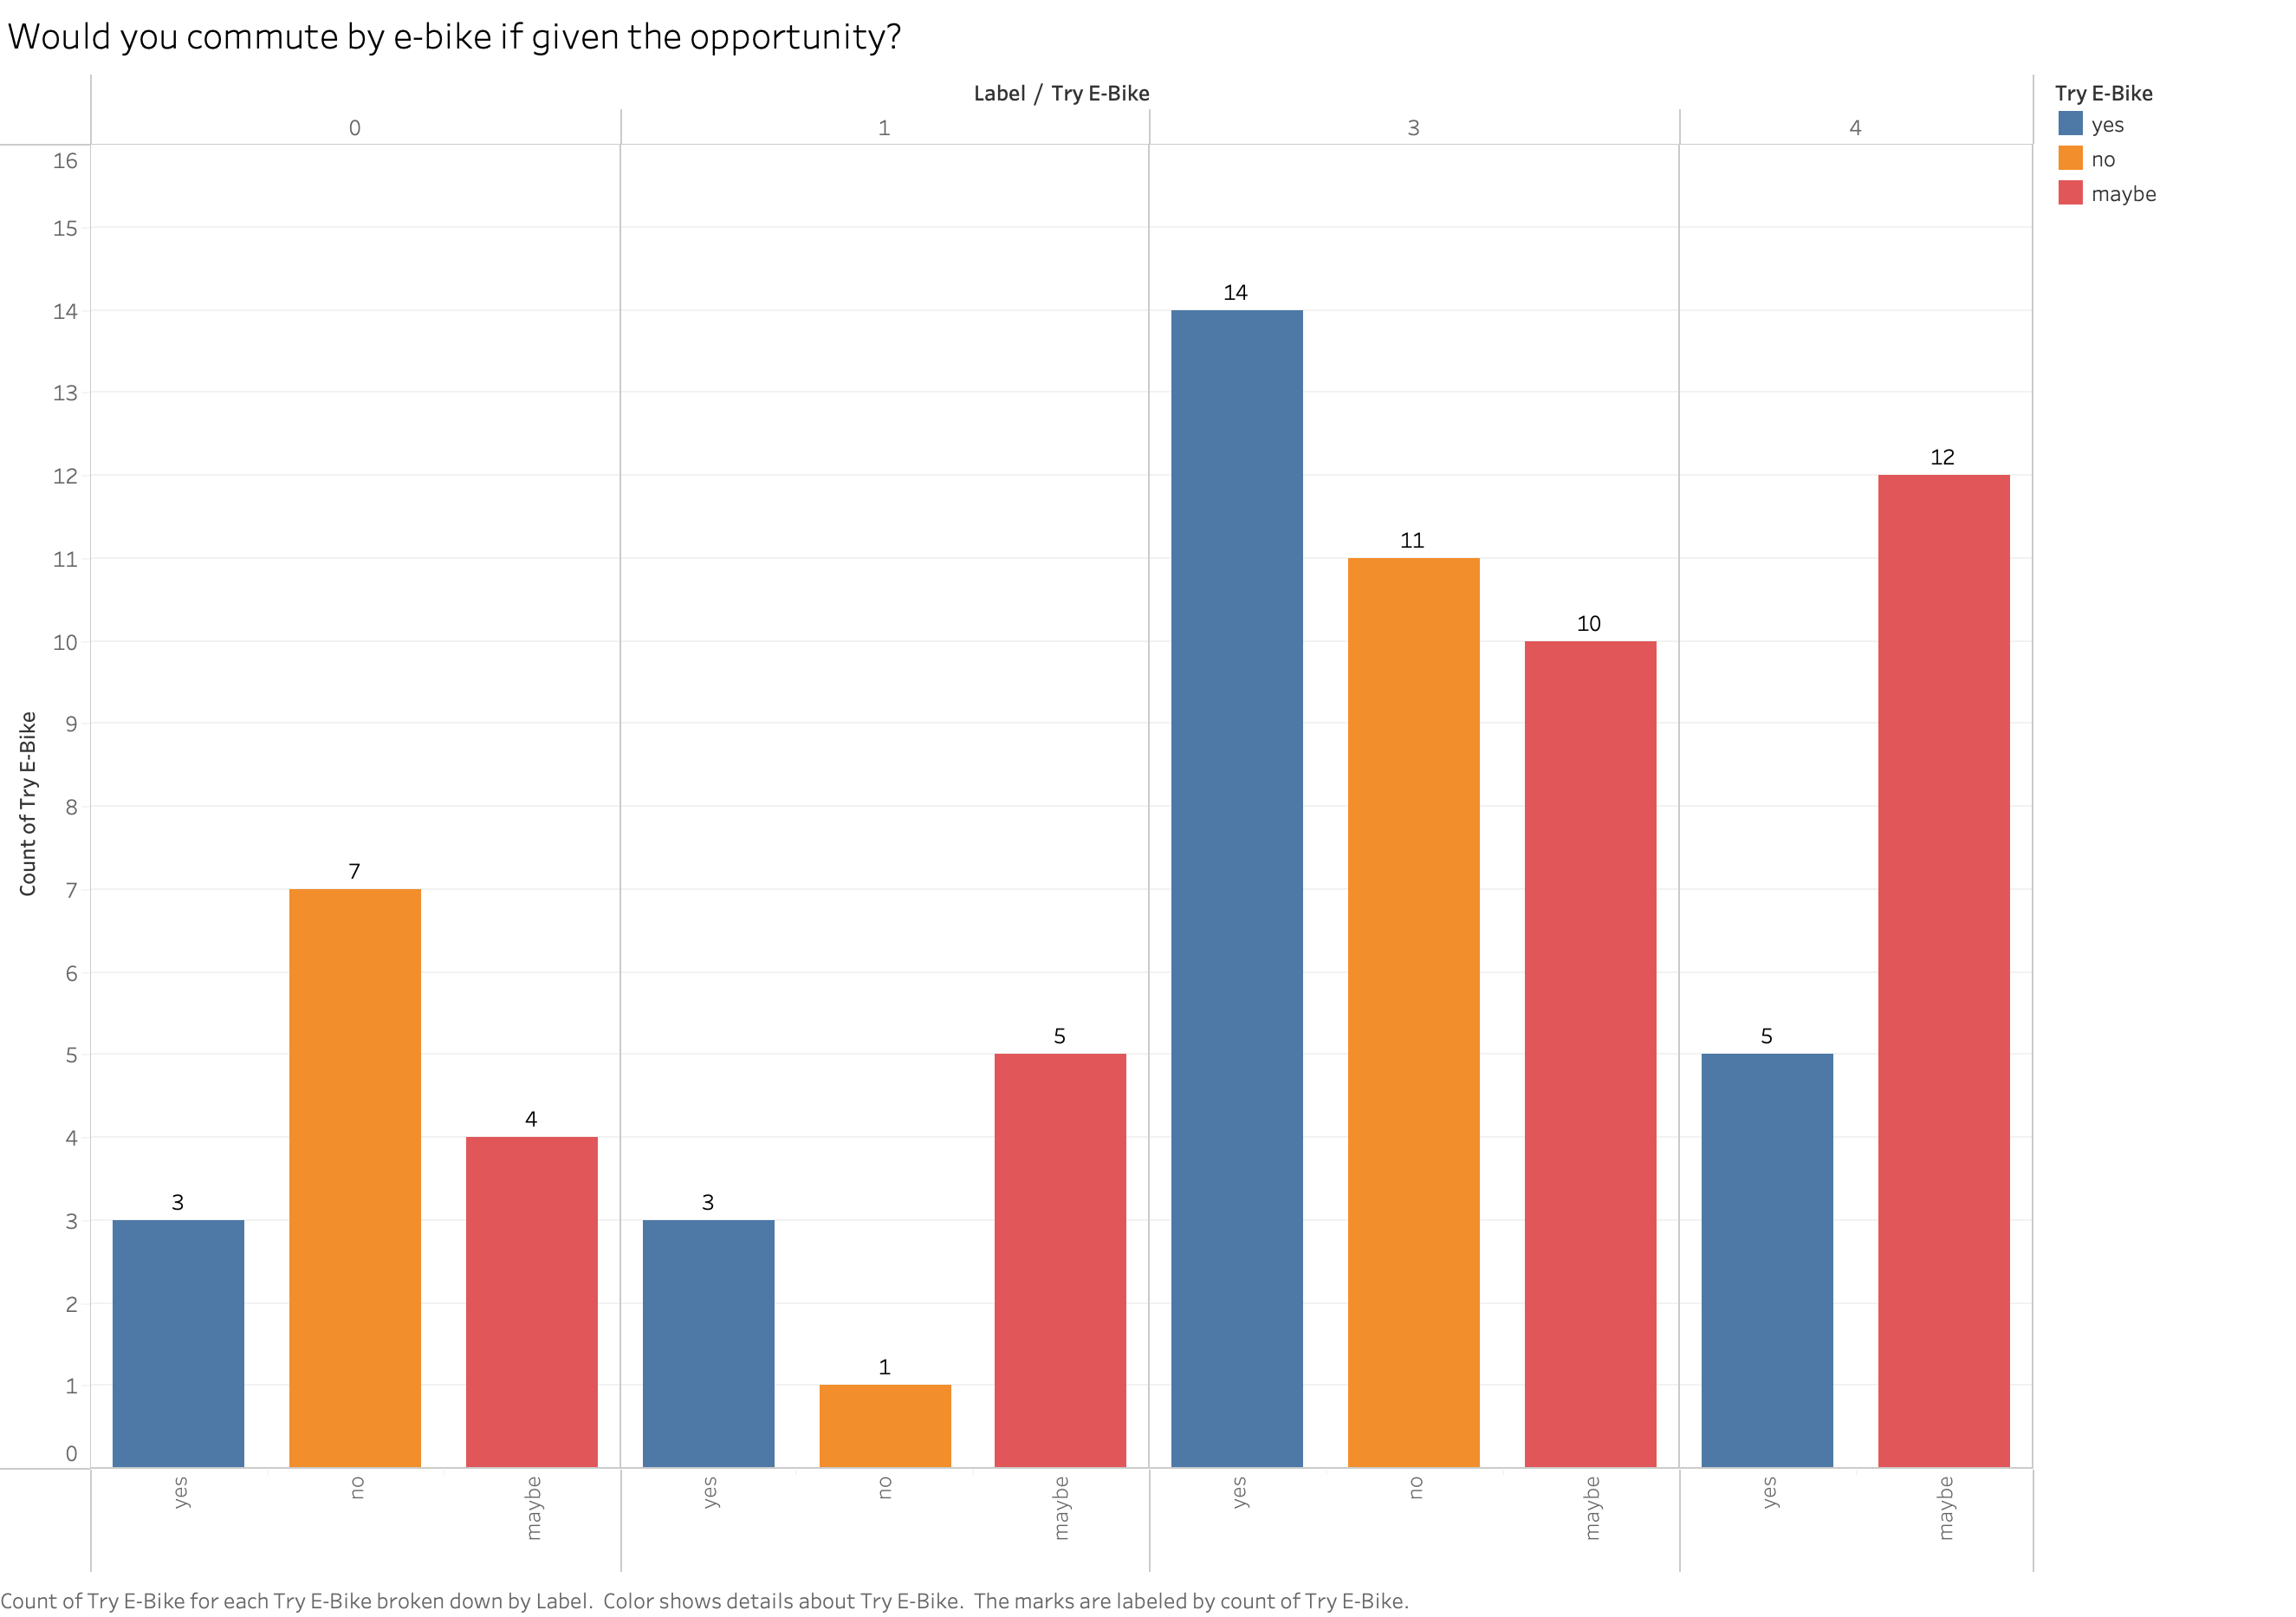 Would you commute by e-bike if given the opportunity?
Label / Try E-Bike
0 1 3 4
Try E-Bike
yes
no
maybe
Count of Try E-Bike
16
15
14
13
12
11
10
9
8
7
6
5
4
3
2
1
0
3 7 4 3 1 5 14 11 10 5 12
yes no maybe yes no maybe yes no maybe yes maybe
Count of Try E-Bike for each Try E-Bike broken down by Label. Color shows details about Try E-Bike. The marks are labeled by count of Try E-Bike.